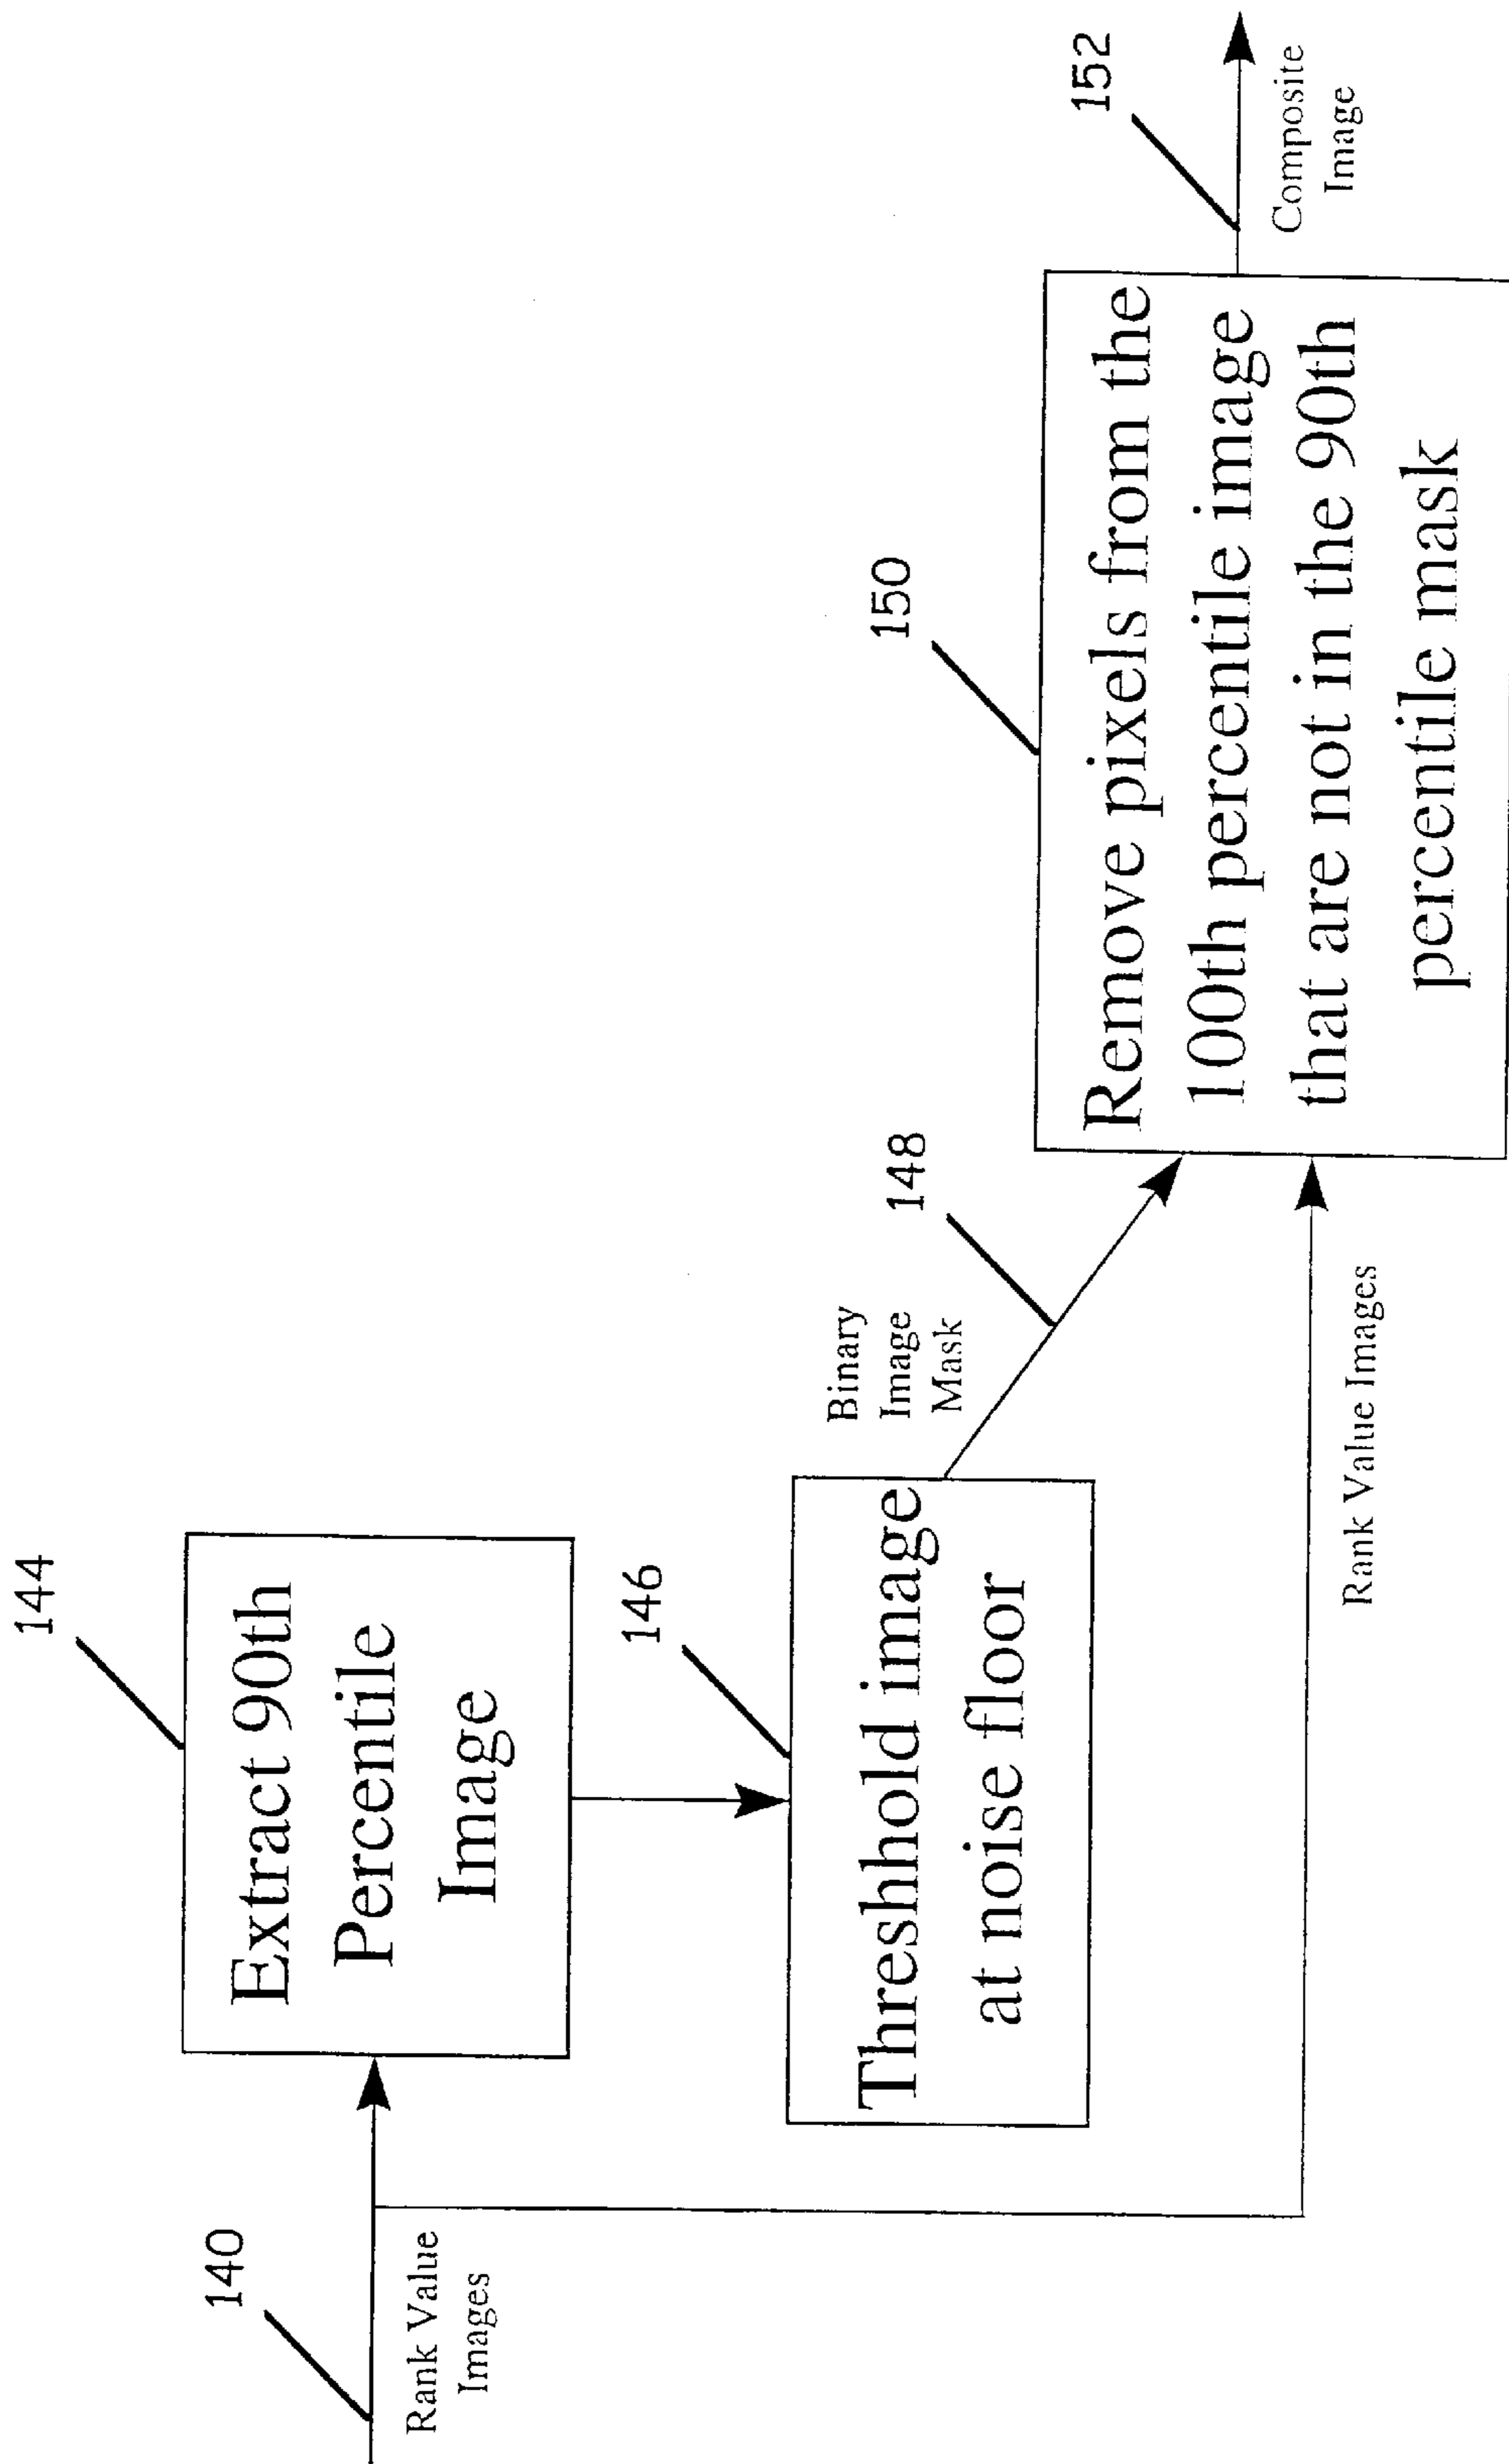 140
Rank Value
Images
144
Extract 90th
Percentile
Image
146
Threshhold image
at noise floor
Binary
Image
Mask
148
Rank Value Images
150
Remove pixels from the
100th percentile image
that are not in the 90th
percentile mask
152
Composite
Image